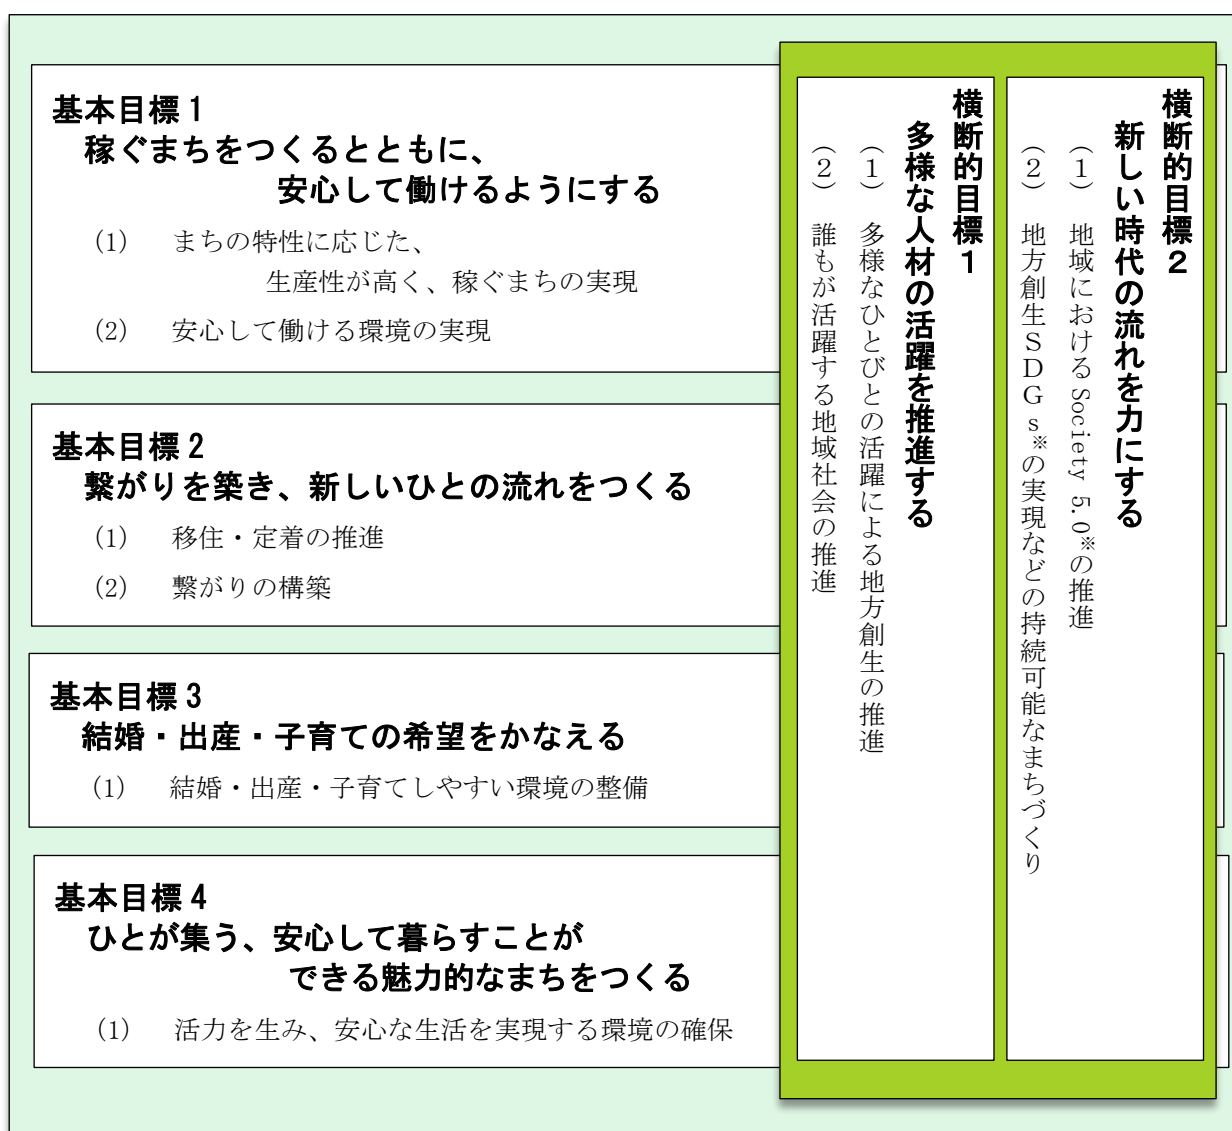 基本目標1
稼ぐまちをつくるとともに、
安心して働けるようにする
(1) まちの特性に応じた、
生産性が高く、稼ぐまちの実現
(2) 安心して働ける環境の実現
基本目標2
繋がりを築き、新しいひとの流れをつくる
(1) 移住・定着の推進
(2) 繋がりの構築
基本目標3
結婚・出産・子育ての希望をかなえる
(1) 結婚・出産・子育てしやすい環境の整備
基本目標4
ひとが集う、安心して暮らすことが
できる魅力的なまちをつくる
(1) 活力を生み、安心な生活を実現する環境の確保
横断的目標1
多様な人材の活躍を推進する
(1) 多様なひとびとの活躍による地方創生の推進
(2) 誰もが活躍する地域社会の推進
横断的目標2
新しい時代の流れを力にする
(1) 地域におけるSociety 5.0※の推進
(2) 地方創生SDGs※の実現などの持続可能なまちづくり